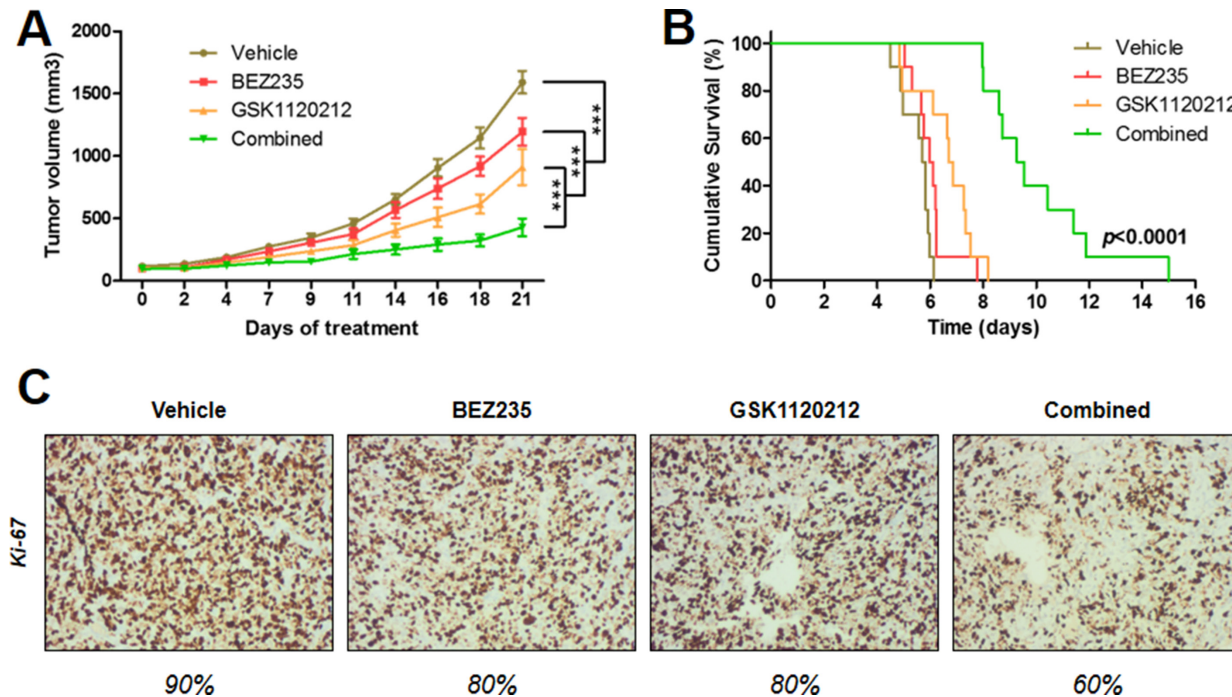 A
Tumor volume (mm3)
2000
1500
1000
500
0
Vehicle
BEZ235
GSK1120212
Combined
***
***
***
0 2 4 7 9 11 14 16 18 21
Days of treatment
B
Cumulative Survival (%)
100
80
60
40
20
0
Vehicle
BEZ235
GSK1120212
Combined
p<0.0001
0 2 4 6 8 10 12 14 16
Time (days)
C
Vehicle BEZ235 GSK1120212 Combined
Ki-67
90% 80% 80% 60%